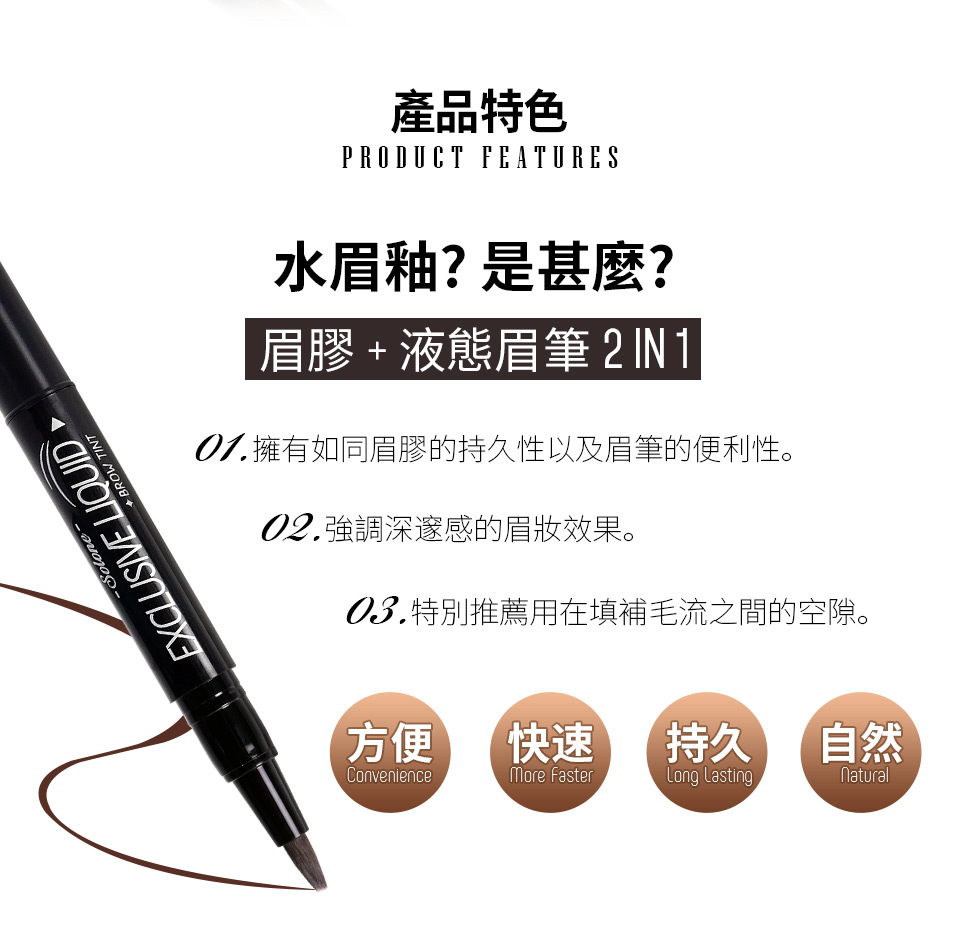 產品特色
PRODUCT FEATURES
水眉釉? 是甚麼?
眉膠 + 液態眉筆 2 IN 1
01.擁有如同眉膠的持久性以及眉筆的便利性。
02.強調深邃感的眉妝效果。
03.特別推薦用在填補毛流之間的空隙。
-Solone-
EXCLUSIVE LIQUID
BROW TINT
方便
Convenience
快速
More Faster
持久
Long Lasting
自然
Natural